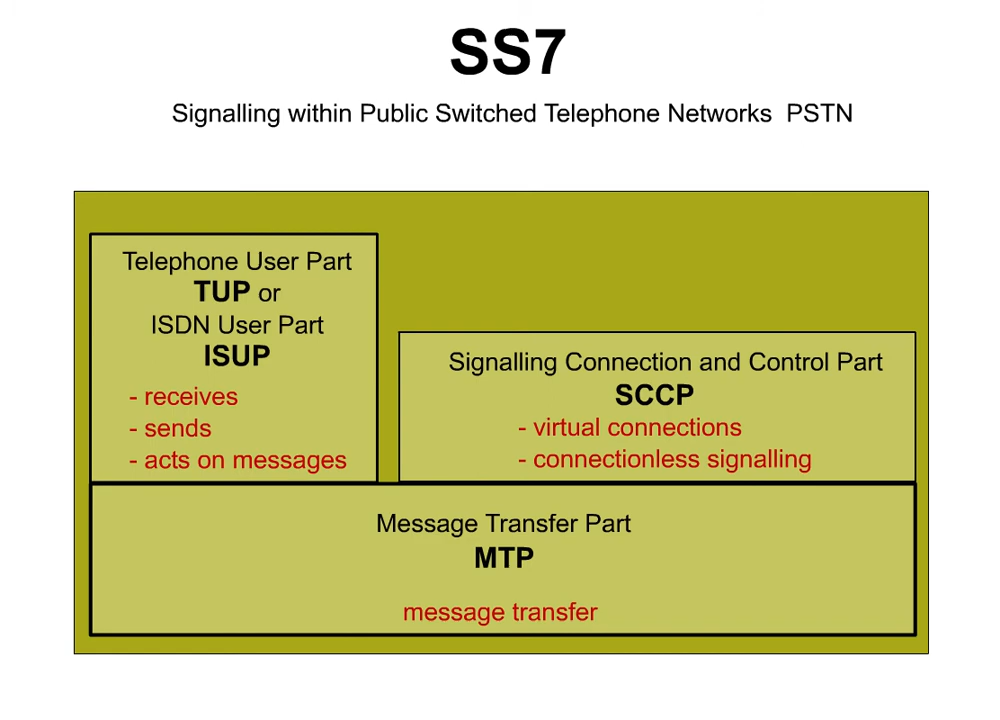 SS7
Signalling within Public Switched Telephone Networks  PSTN
Telephone User Part
TUP or
ISDN User Part
ISUP
- receives
- sends
- acts on messages
Signalling Connection and Control Part
SCCP
- virtual connections
- connectionless signalling
Message Transfer Part
MTP
message transfer